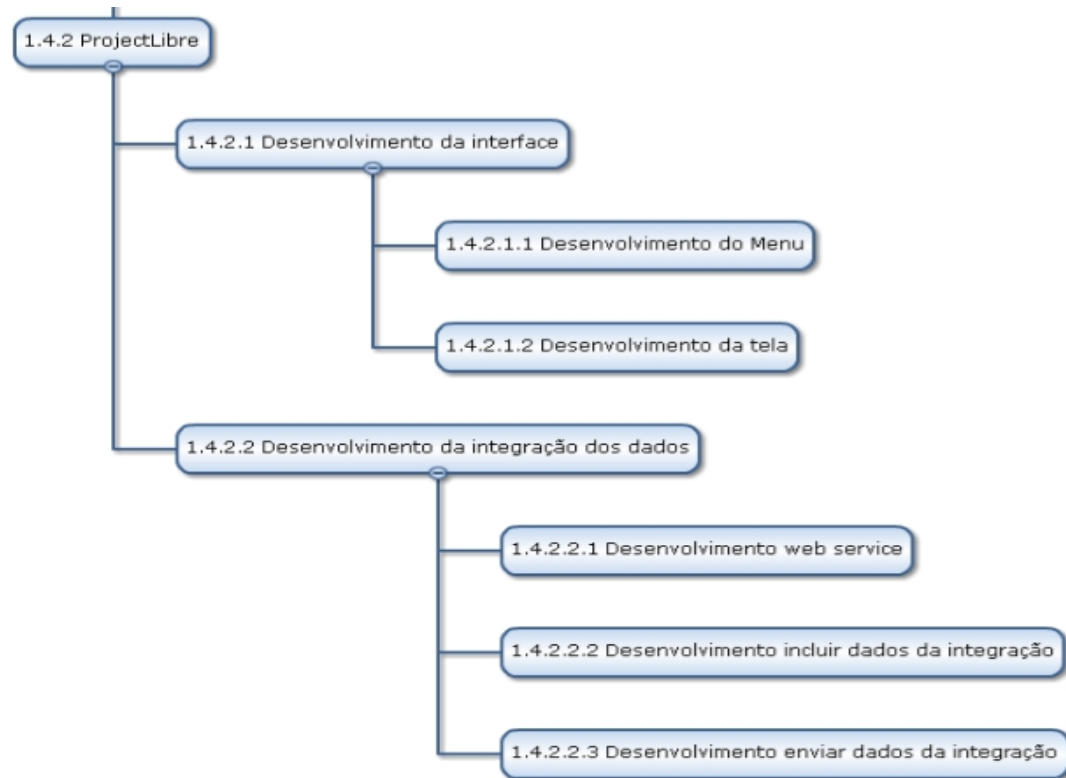 1.4.2 ProjectLibre
1.4.2.1 Desenvolvimento da interface
1.4.2.1.1 Desenvolvimento do Menu
1.4.2.1.2 Desenvolvimento da tela
1.4.2.2 Desenvolvimento da integração dos dados
1.4.2.2.1 Desenvolvimento web service
1.4.2.2.2 Desenvolvimento incluir dados da integração
1.4.2.2.3 Desenvolvimento enviar dados da integração